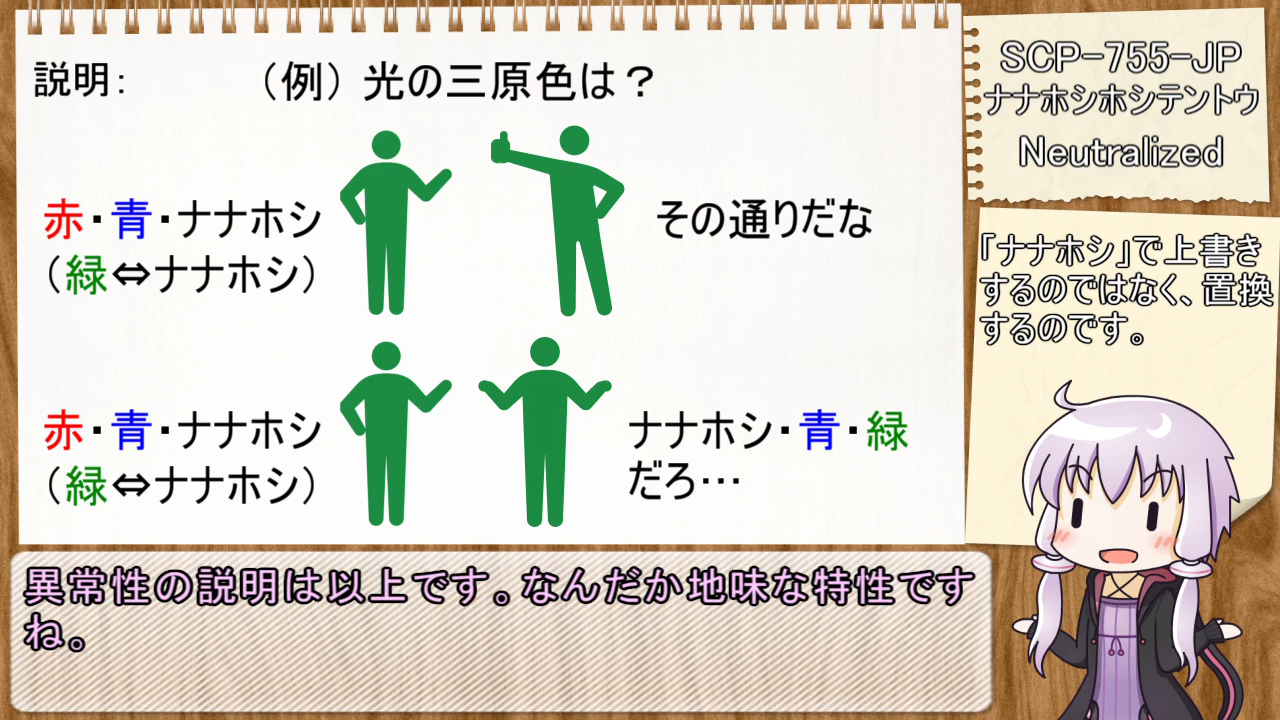 説明: (例) 光の三原色は？
赤・青・ナナホシ
(緑⇔ナナホシ)
その通りだな
赤・青・ナナホシ
(緑⇔ナナホシ)
ナナホシ・青・緑
だろ…
SCP-755-JP
ナナホシホシテントウ
Neutralized
「ナナホシ」で上書き
するのではなく、置換
するのです。
異常性の説明は以上です。なんだか地味な特性です
ね。